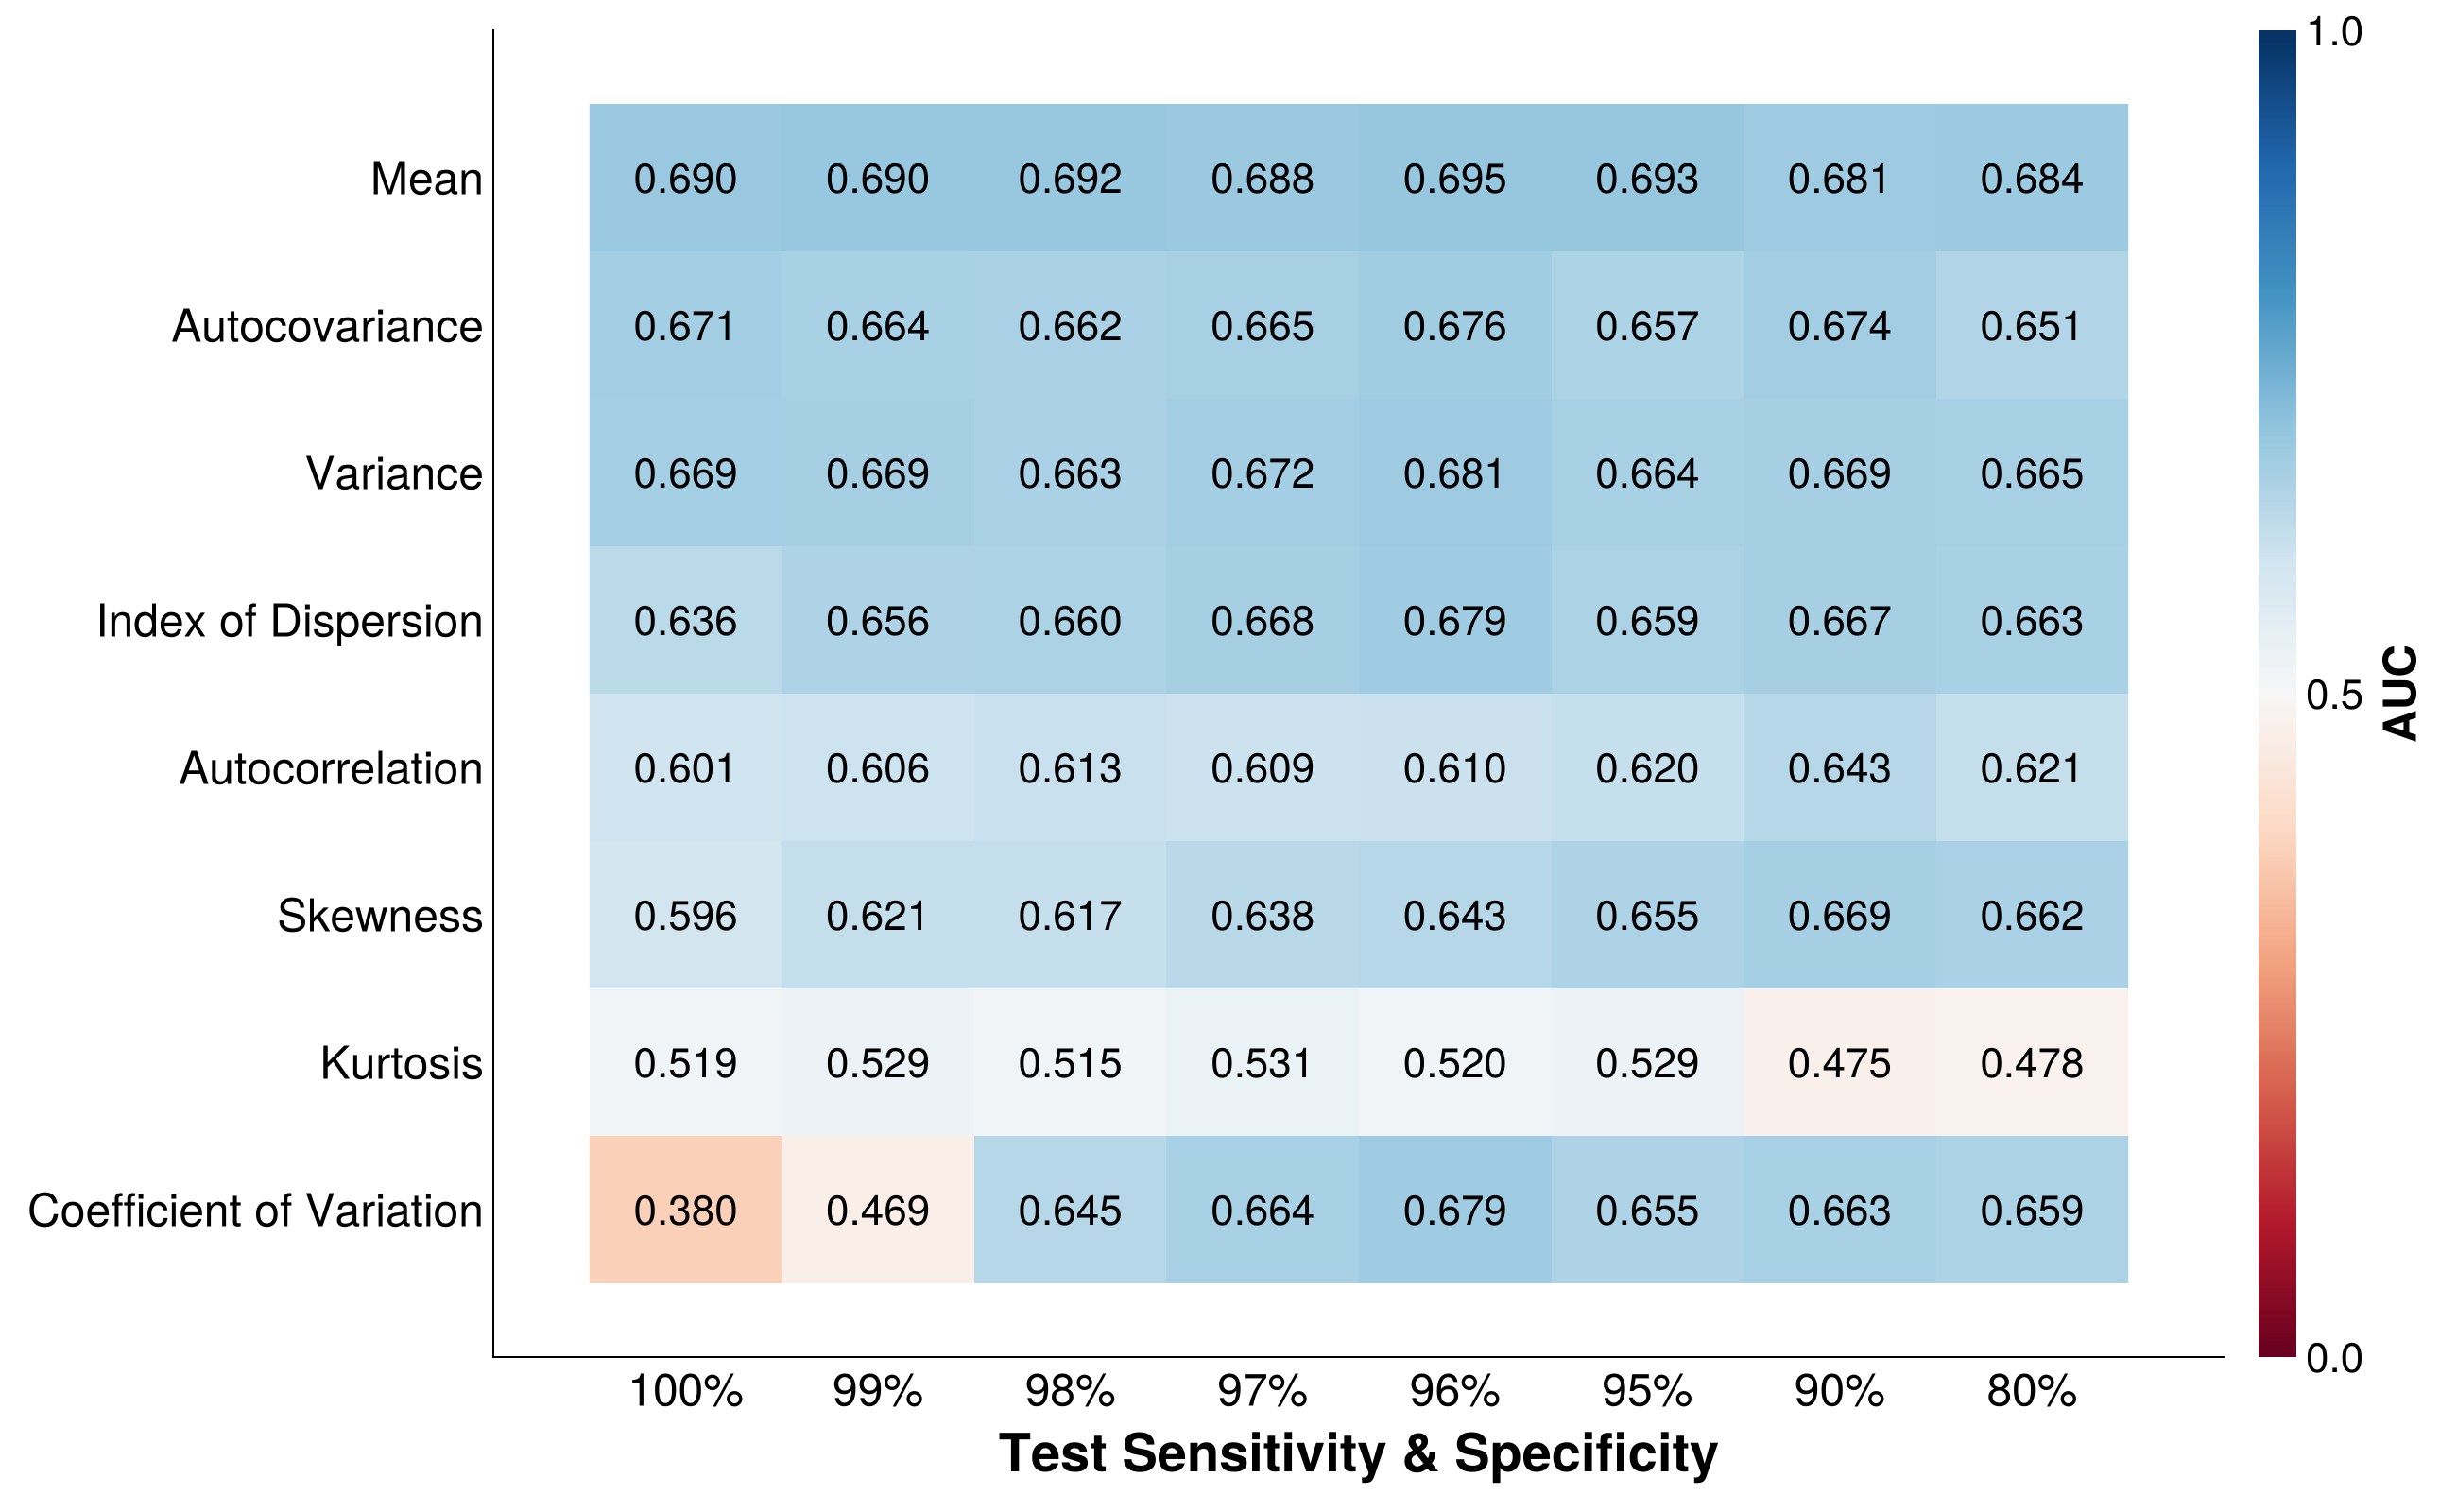 1.0
Mean 0.690 0.690 0.692 0.688 0.695 0.693 0.681 0.684
Autocovariance 0.671 0.664 0.662 0.665 0.676 0.657 0.674 0.651
Variance 0.669 0.669 0.663 0.672 0.681 0.664 0.669 0.665
Index of Dispersion 0.636 0.656 0.660 0.668 0.679 0.659 0.667 0.663
0.5
AUC
Autocorrelation 0.601 0.606 0.613 0.609 0.610 0.620 0.643 0.621
Skewness 0.596 0.621 0.617 0.638 0.643 0.655 0.669 0.662
Kurtosis 0.519 0.529 0.515 0.531 0.520 0.529 0.475 0.478
Coefficient of Variation 0.380 0.469 0.645 0.664 0.679 0.655 0.663 0.659
0.0
100% 99% 98% 97% 96% 95% 90% 80%
Test Sensitivity & Specificity